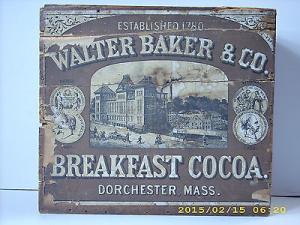 ESTABLISHED 1780.
WALTER BAKER & CO.
BREAKFAST COCOA.
DORCHESTER, MASS.
2015/02/15 06:20